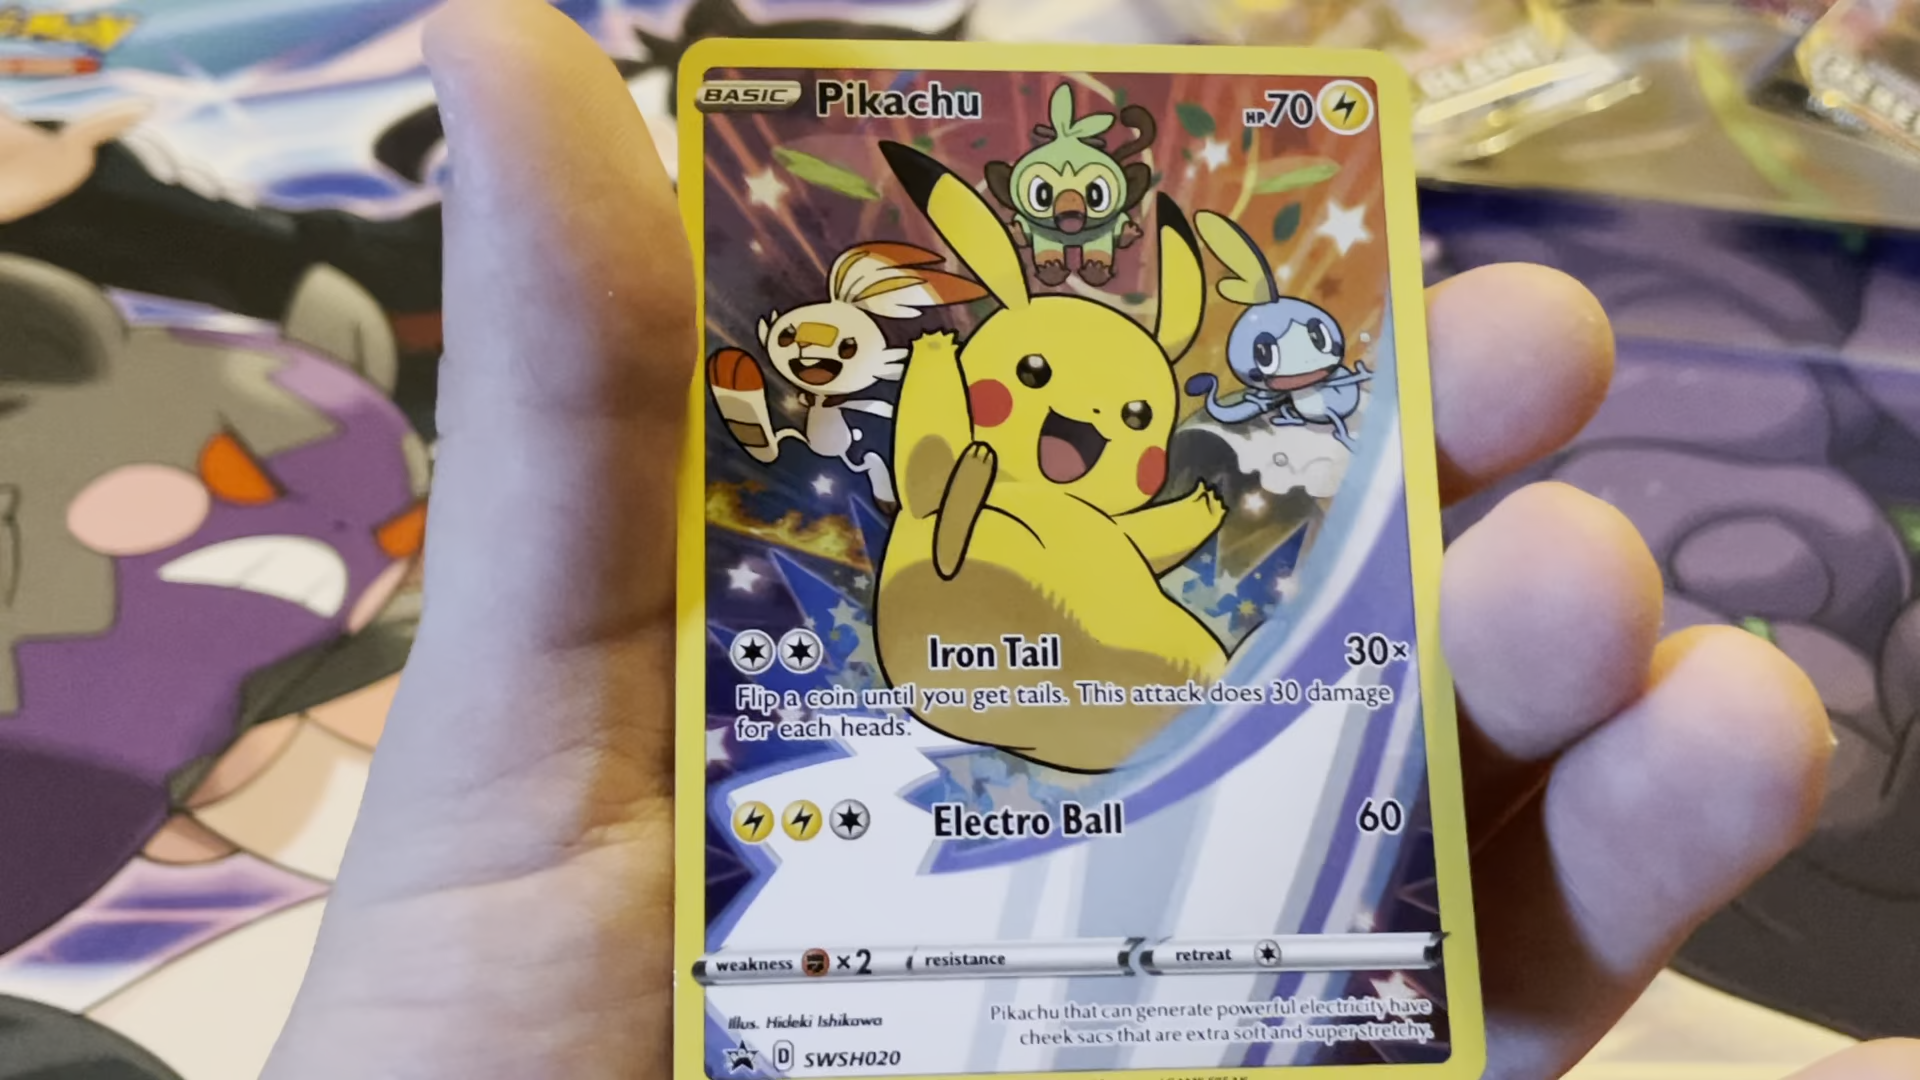 BASIC Pikachu HP70
Iron Tail 30×
Flip a coin until you get tails. This attack does 30 damage
for each heads.
Electro Ball 60
weakness ×2 resistance retreat
Illus. Hideki Ishikawa
Pikachu that can generate powerful electricity have
cheek sacs that are extra soft and super stretchy.
D SWSH020